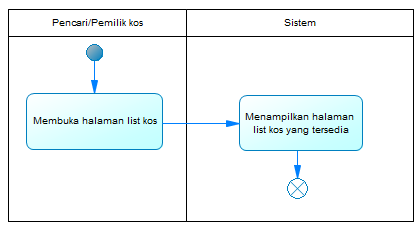 Pencari/Pemilik kos
Sistem
Membuka halaman list kos
Menampilkan halaman
list kos yang tersedia